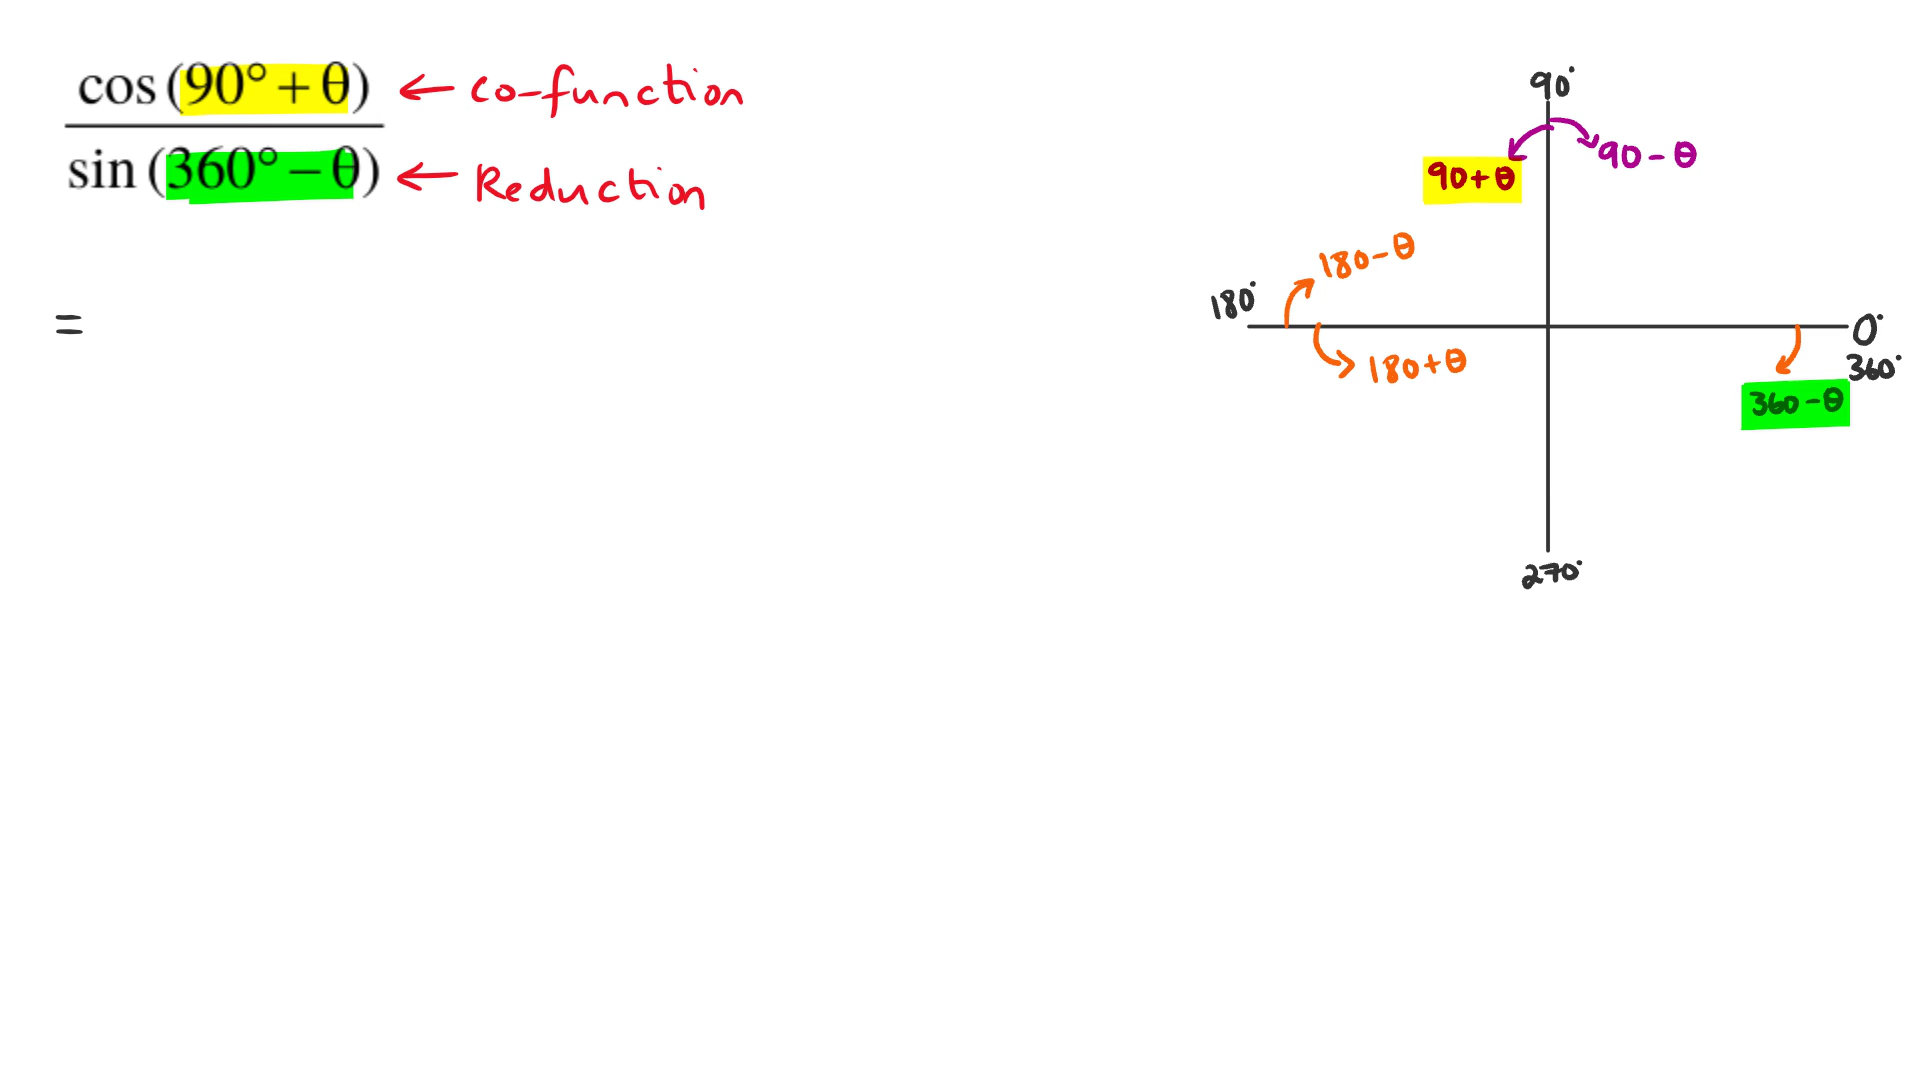 cos (90° + θ) ← co-function
sin (360° − θ) ← Reduction
=
90°
90+θ
90-θ
180-θ
180°
180+θ
0°
360°
360-θ
270°